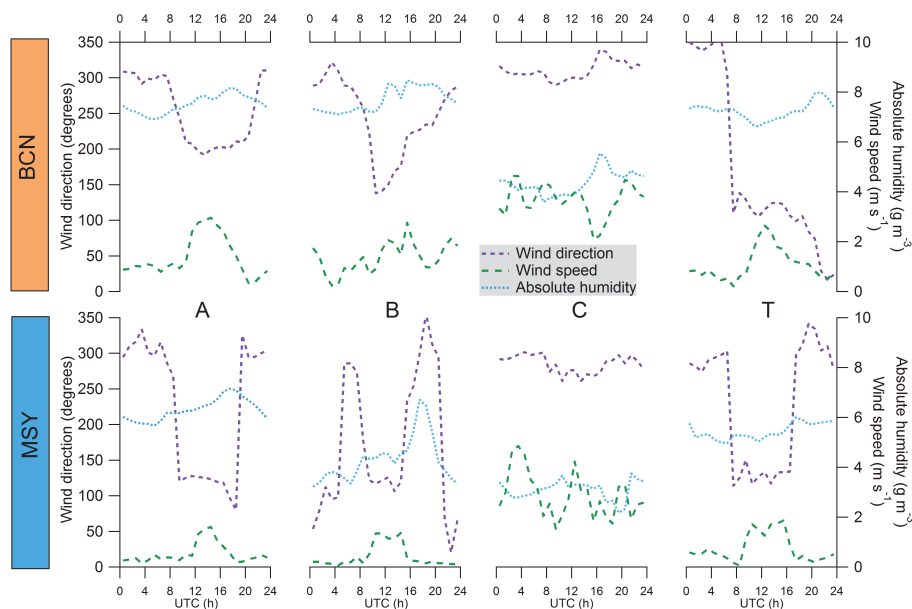 0 4 8 12 16 20 24
0 4 8 12 16 20 24
0 4 8 12 16 20 24
0 4 8 12 16 20 24
BCN
Wind direction (degrees)
350
300
250
200
150
100
50
0
10
8
6
4
2
0
Wind speed (m s-1)
Absolute humidity (g m-3)
Wind direction
Wind speed
Absolute humidity
A
B
C
T
MSY
Wind direction (degrees)
350
300
250
200
150
100
50
0
10
8
6
4
2
0
Wind speed (m s-1)
Absolute humidity (g m-3)
0 4 8 12 16 20 24
0 4 8 12 16 20 24
0 4 8 12 16 20 24
0 4 8 12 16 20 24
UTC (h)
UTC (h)
UTC (h)
UTC (h)